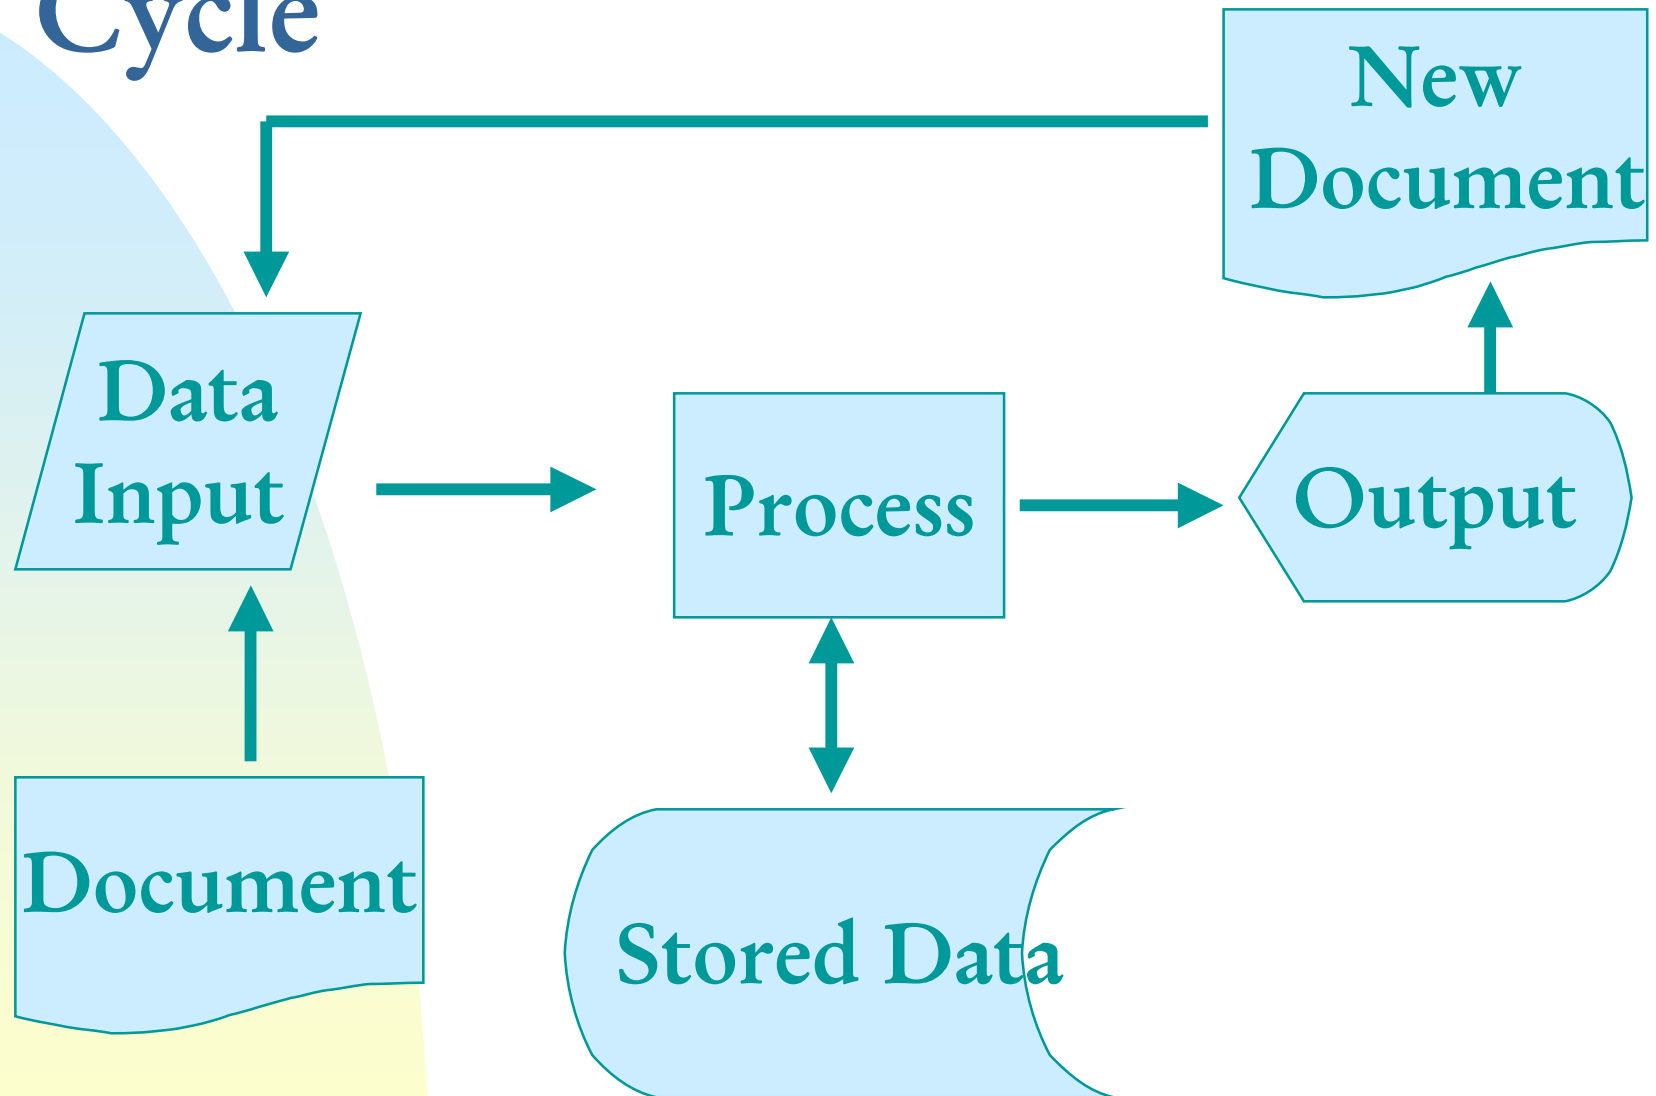 Cycle
New
Document
Data
Input
Process
Output
Document
Stored Data